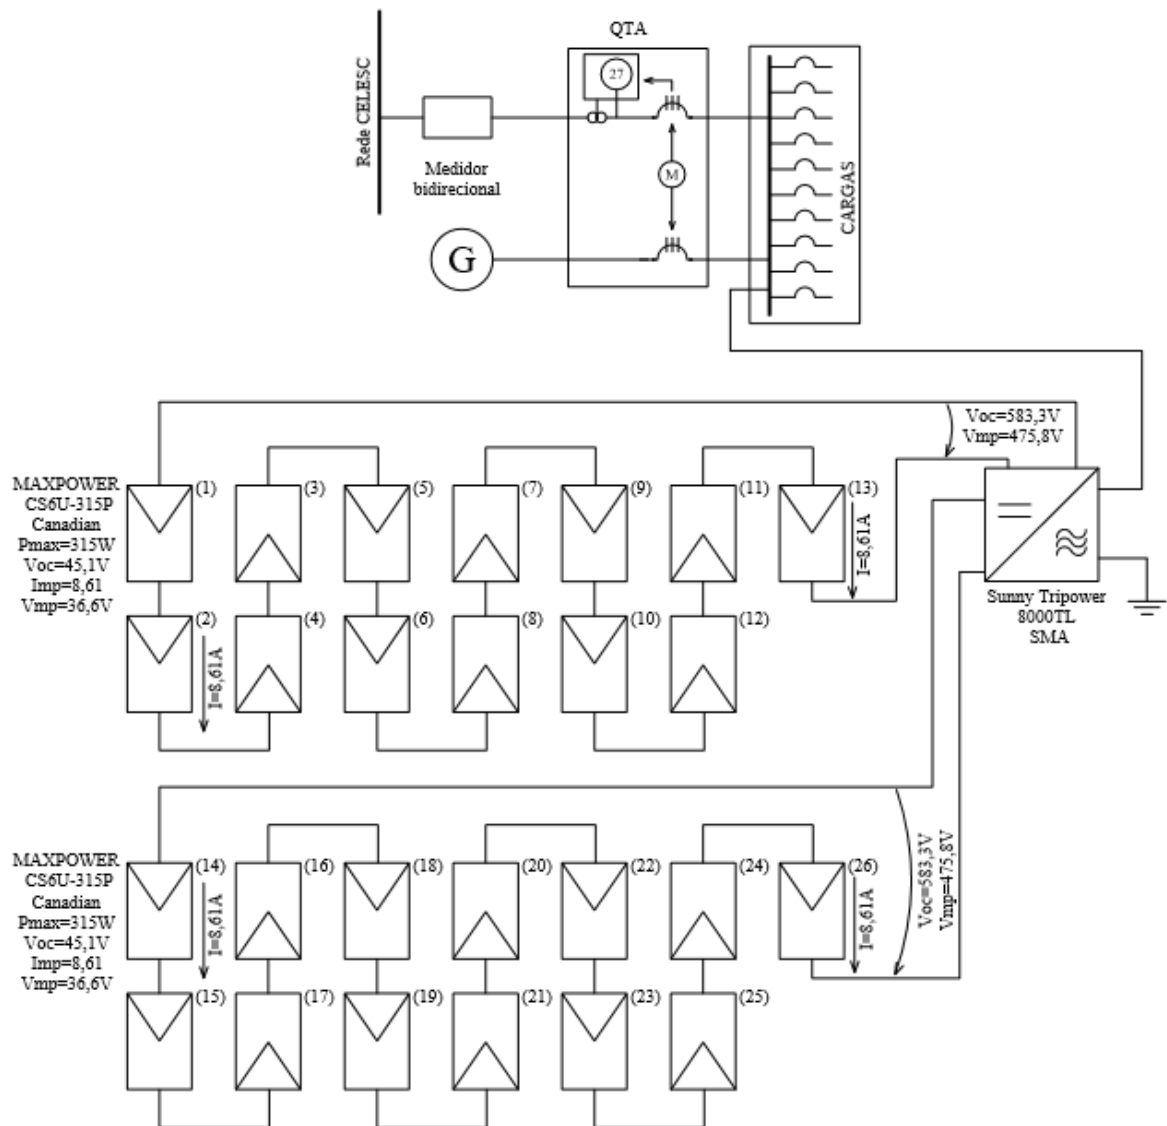 QTA
27
Rede CELESC
Medidor
bidirecional
M
G
CARGAS
Voc=583,3V
Vmp=475,8V
MAXPOWER
CS6U-315P
Canadian
Pmax=315W
Voc=45,1V
Imp=8,61
Vmp=36,6V
(1)
(3)
(5)
(7)
(9)
(11)
(13)
I=8,61A
(2)
(4)
(6)
(8)
(10)
(12)
I=8,61A
Sunny Tripower
8000TL
SMA
MAXPOWER
CS6U-315P
Canadian
Pmax=315W
Voc=45,1V
Imp=8,61
Vmp=36,6V
(14)
(16)
(18)
(20)
(22)
(24)
(26)
I=8,61A
I=8,61A
Voc=583,3V
Vmp=475,8V
(15)
(17)
(19)
(21)
(23)
(25)